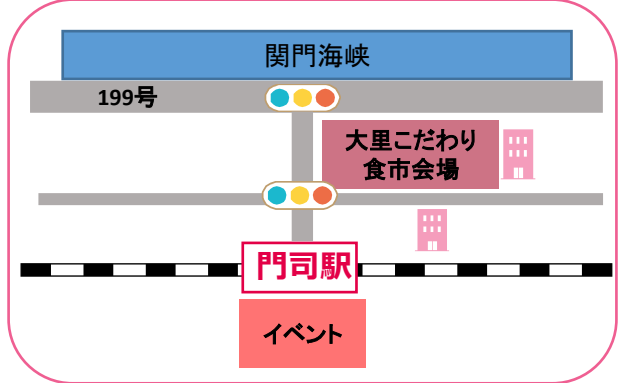 関門海峡
199号
大里こだわり
食市会場
門司駅
イベント